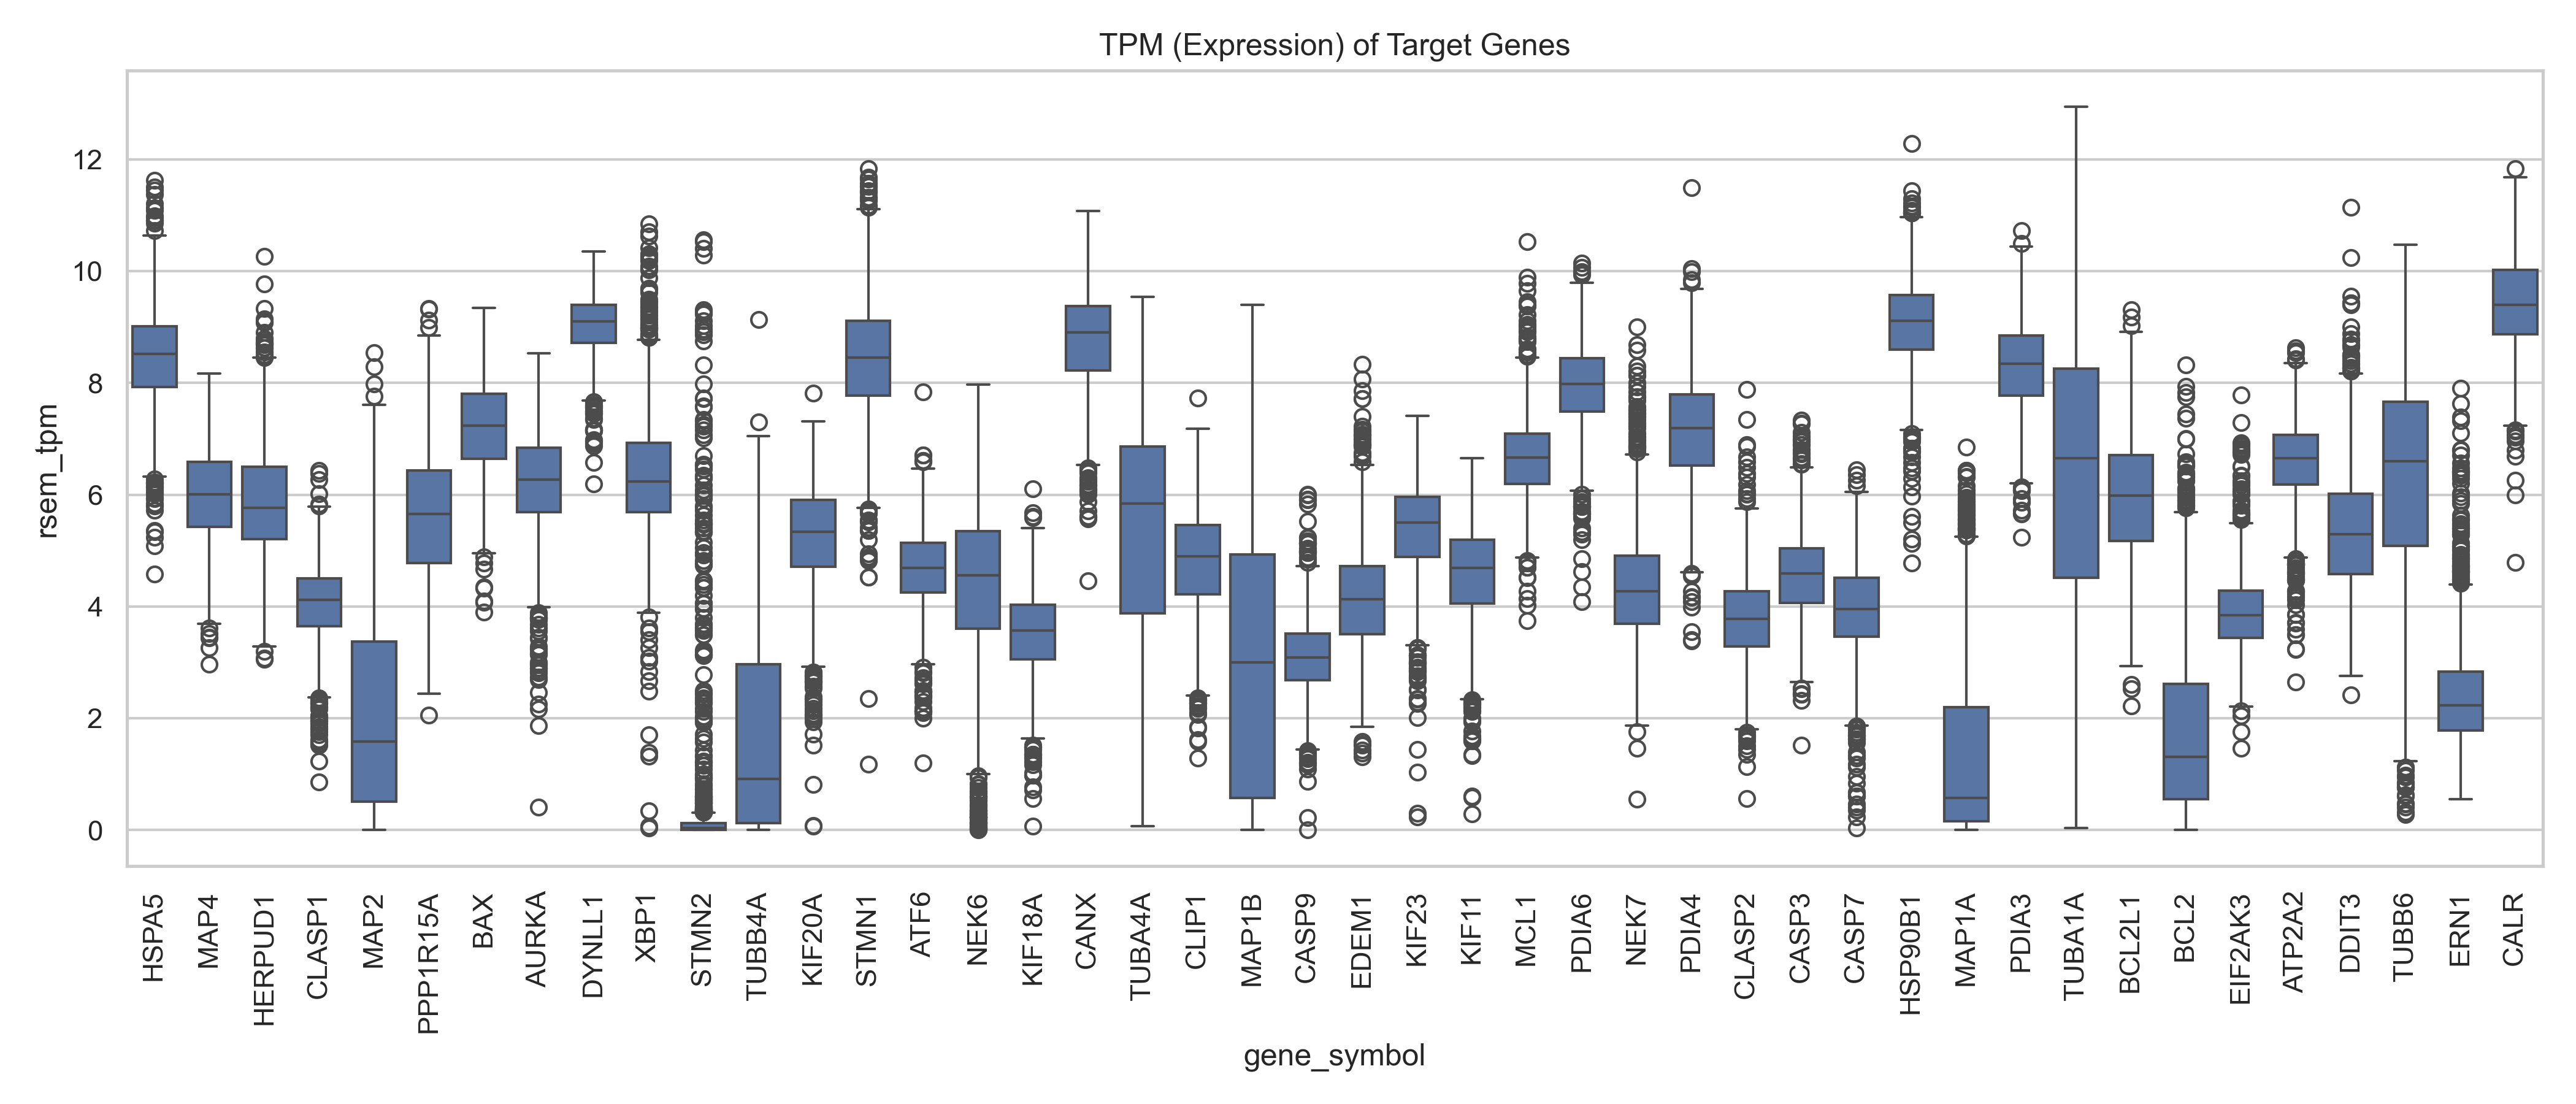 TPM (Expression) of Target Genes
rsem_tpm
12
10
8
6
4
2
0
HSPA5
MAP4
HERPUD1
CLASP1
MAP2
PPP1R15A
BAX
AURKA
DYNLL1
XBP1
STMN2
TUBB4A
KIF20A
STMN1
ATF6
NEK6
KIF18A
CANX
TUBA4A
CLIP1
MAP1B
CASP9
EDEM1
KIF23
KIF11
MCL1
PDIA6
NEK7
PDIA4
CLASP2
CASP3
CASP7
HSP90B1
MAP1A
PDIA3
TUBA1A
BCL2L1
BCL2
EIF2AK3
ATP2A2
DDIT3
TUBB6
ERN1
CALR
gene_symbol